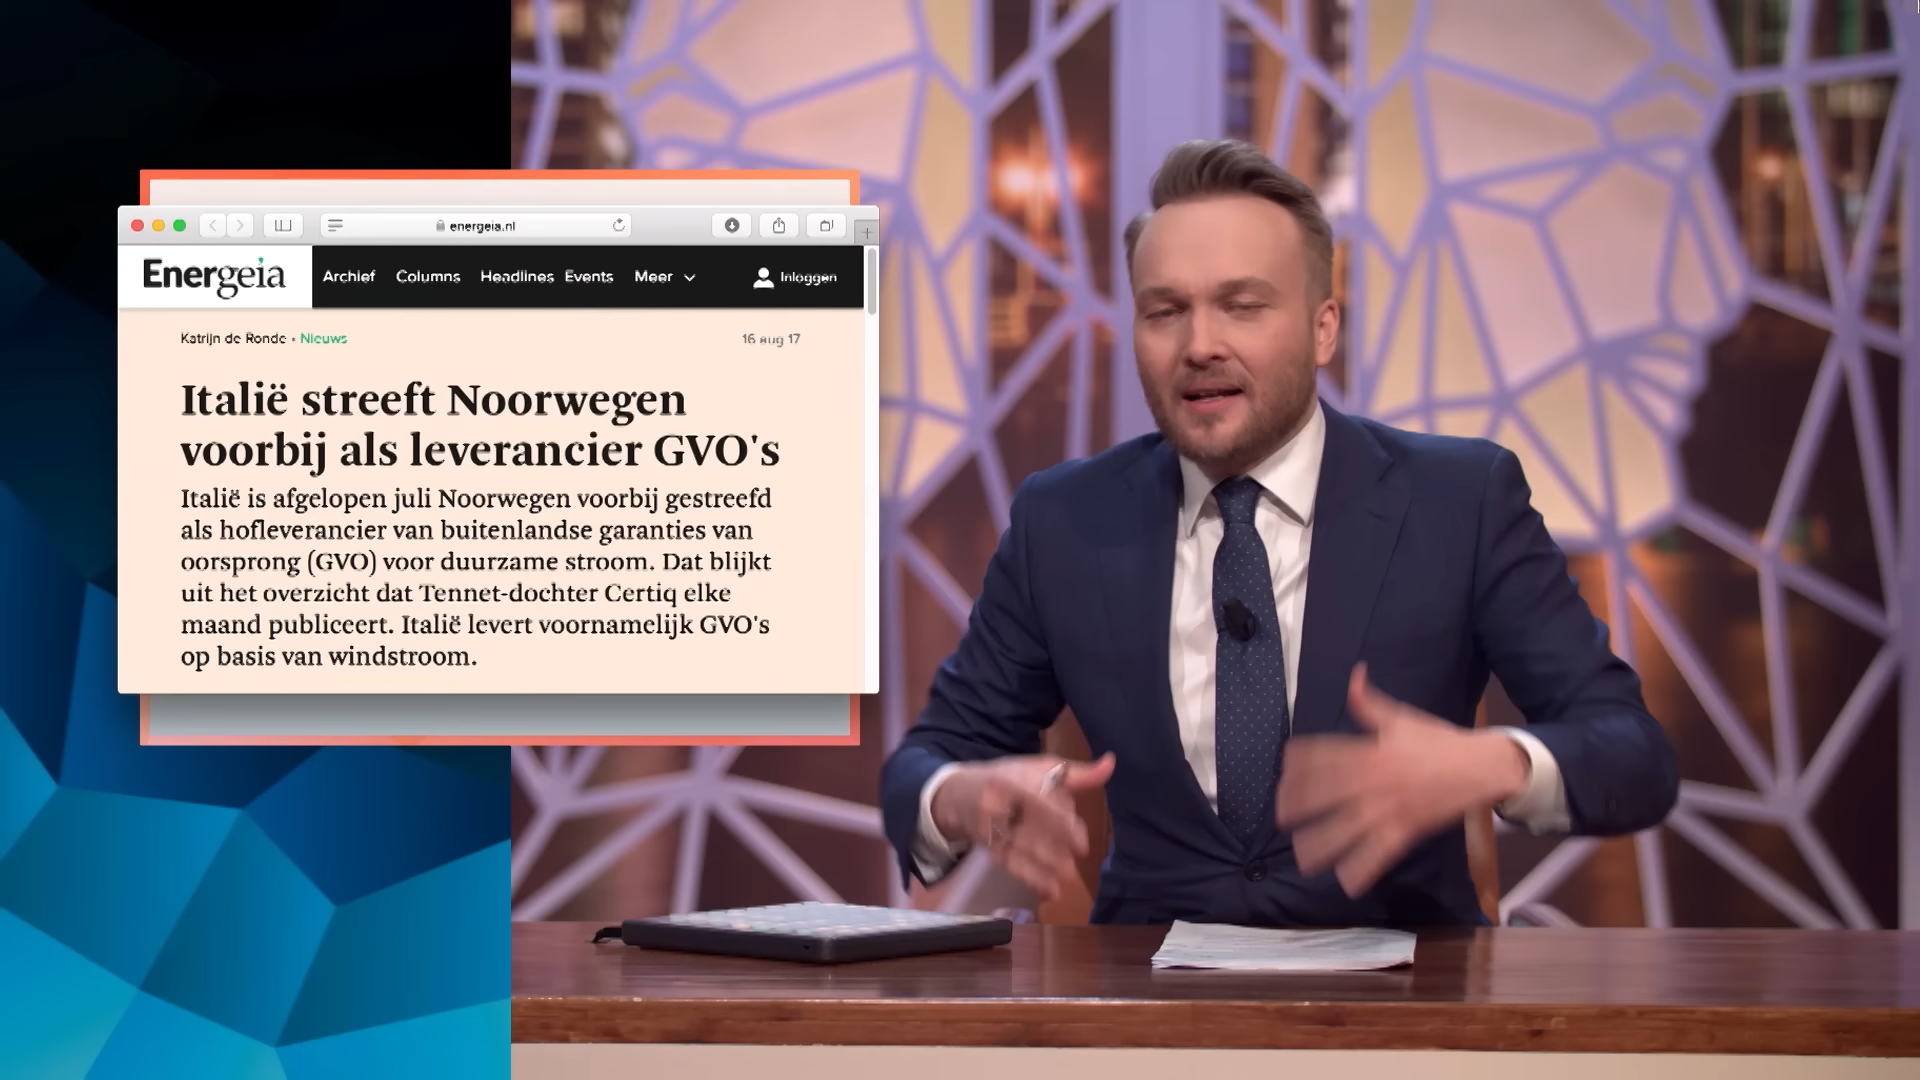 energeia.nl
Energeia
Archief Columns Headlines Events Meer Inloggen
Katrijn de Ronde • Nieuws 16 aug 17
Italië streeft Noorwegen
voorbij als leverancier GVO's
Italië is afgelopen juli Noorwegen voorbij gestreefd
als hofleverancier van buitenlandse garanties van
oorsprong (GVO) voor duurzame stroom. Dat blijkt
uit het overzicht dat Tennet-dochter Certiq elke
maand publiceert. Italië levert voornamelijk GVO's
op basis van windstroom.